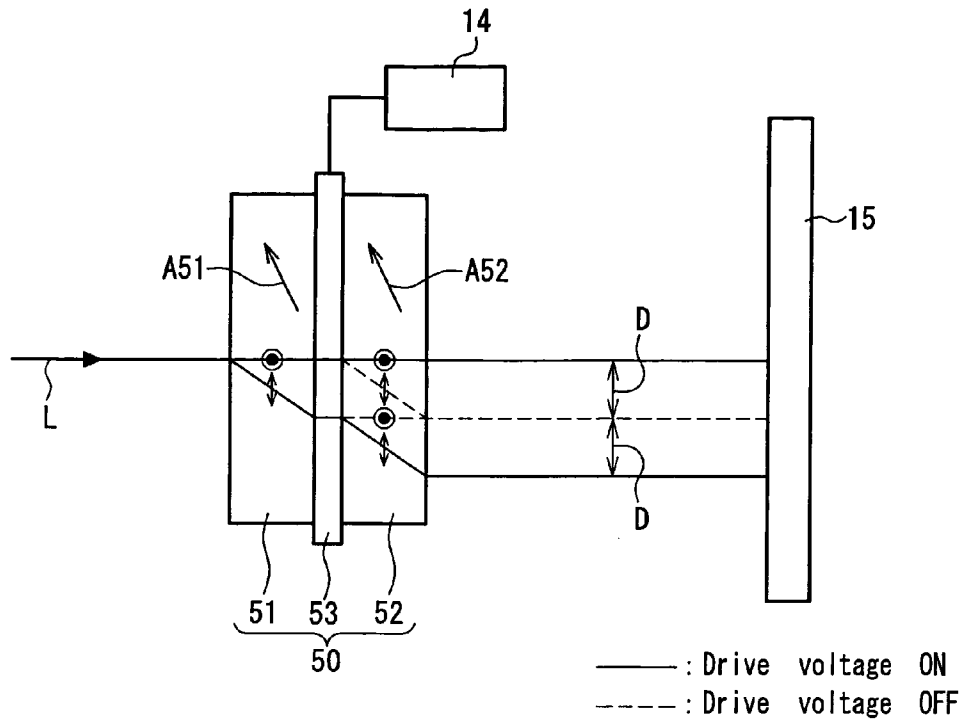 14
15
A51
A52
D
L
D
51
53
52
50
: Drive voltage ON
: Drive voltage OFF